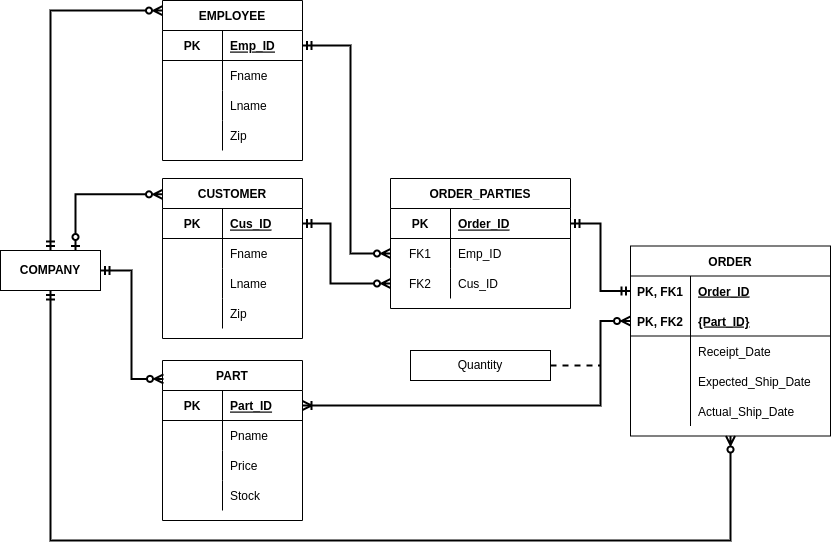 EMPLOYEE
PK Emp_ID
Fname
Lname
Zip
CUSTOMER
PK Cus_ID
Fname
Lname
Zip
COMPANY
PART
PK Part_ID
Pname
Price
Stock
ORDER_PARTIES
PK Order_ID
FK1 Emp_ID
FK2 Cus_ID
Quantity
ORDER
PK, FK1 Order_ID
PK, FK2 {Part_ID}
Receipt_Date
Expected_Ship_Date
Actual_Ship_Date